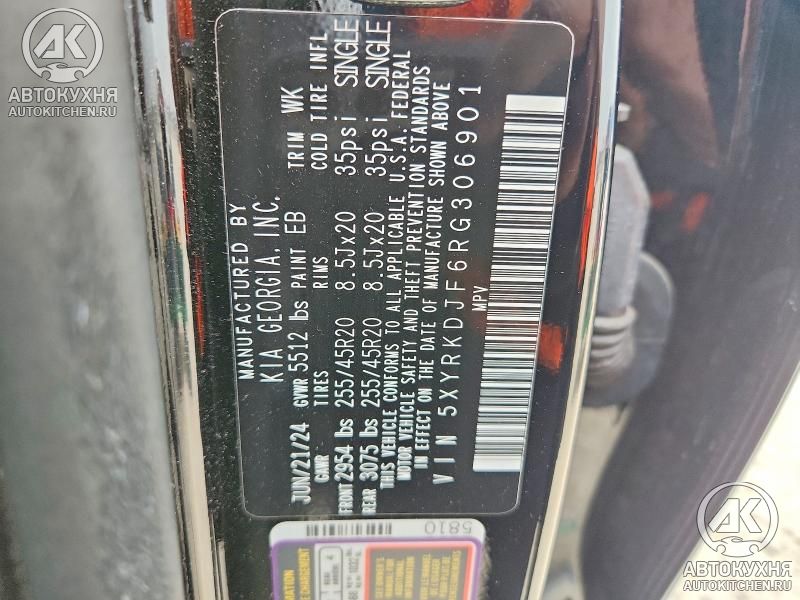 AK
АВТОКУХНЯ
AUTOKITCHEN.RU
MANUFACTURED BY
KIA GEORGIA, INC.
JUN/21/24 GVWR 5512 lbs PAINT EB TRIM WK
GAWR TIRES RIMS COLD TIRE INFL
FRONT 2954 lbs 255/45R20 8.5Jx20 35psi SINGLE
REAR 3075 lbs 255/45R20 8.5Jx20 35psi SINGLE
THIS VEHICLE CONFORMS TO ALL APPLICABLE U.S.A. FEDERAL
MOTOR VEHICLE SAFETY AND THEFT PREVENTION STANDARDS
IN EFFECT ON THE DATE OF MANUFACTURE SHOWN ABOVE
VIN 5XYRKDJF6RG306901
MPV
5810
AK
АВТОКУХНЯ
AUTOKITCHEN.RU